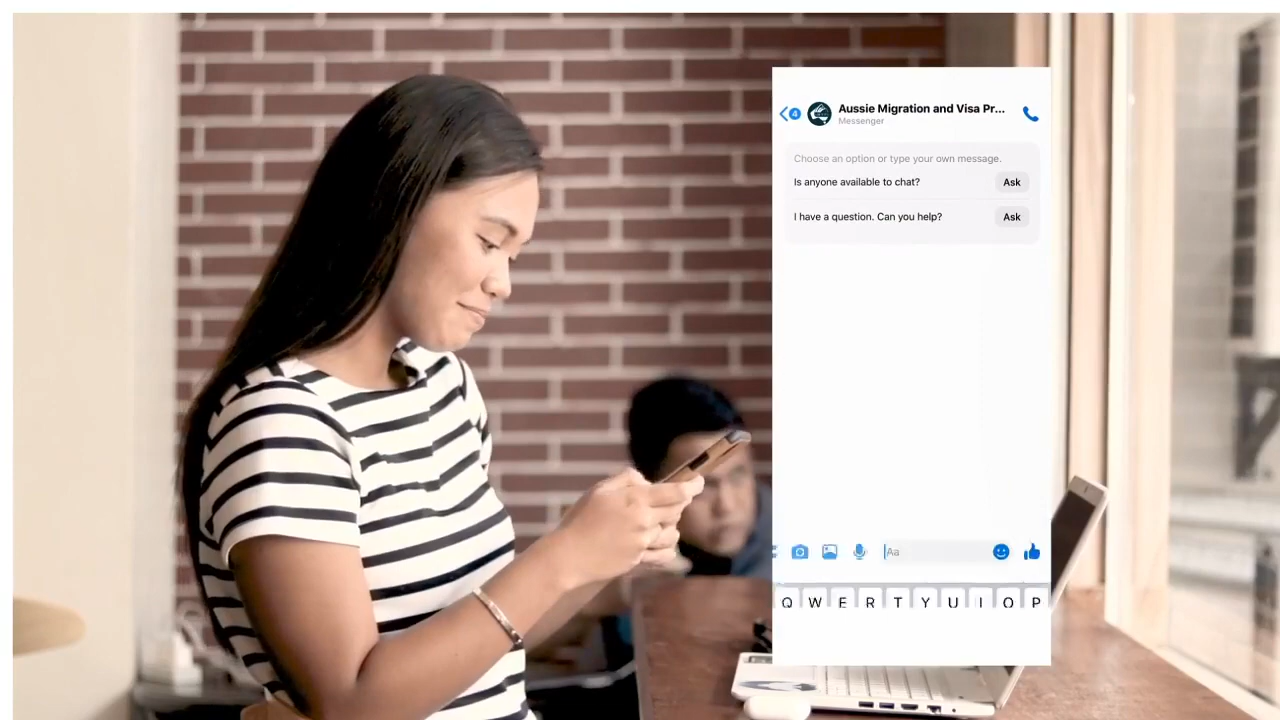 4
Aussie Migration and Visa Pr...
Messenger
Choose an option or type your own message.
Is anyone available to chat? Ask
I have a question. Can you help? Ask
Aa
Q W E R T Y U I O P